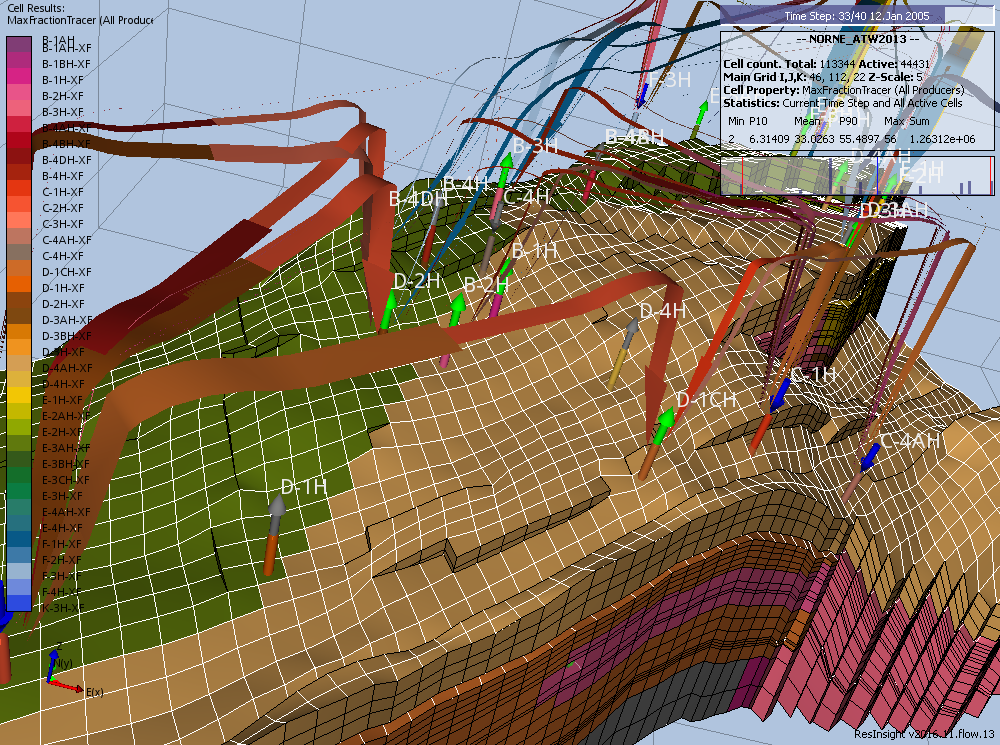 Cell Results:
MaxFractionTracer (All Produce
B-1AH
B-1AH-XF
B-1BH-XF
B-1H-XF
B-2H-XF
B-3H-XF
B-4BH-XF
B-4DH-XF
B-4H-XF
C-1H-XF
C-2H-XF
C-3H-XF
C-4AH-XF
C-4H-XF
D-1CH-XF
D-1H-XF
D-2H-XF
D-3AH-XF
D-3BH-XF
D-4AH-XF
D-4H-XF
E-1H-XF
E-2AH-XF
E-2H-XF
E-3AH-XF
E-3BH-XF
E-3CH-XF
E-3H-XF
E-4AH-XF
E-4H-XF
F-1H-XF
F-2H-XF
F-3H-XF
F-4H-XF
K-3H-XF
Time Step: 33/40 12.Jan 2005
-- NORNE_ATW2013 --
Cell count. Total: 113344 Active: 44431
Main Grid I,J,K: 46, 112, 22 Z-Scale: 5
Cell Property: MaxFractionTracer (All Producers)
Statistics: Current Time Step and All Active Cells
Min P10 Mean P90 Max Sum
2 6.31409 33.0263 55.4897 56 1.26312e+06
F-3H
B-4BH
B-3H
B-4H
B-4DH
C-4H
E-2H
B-1H
D-2H
B-2H
D-4H
C-1H
D-1CH
C-4AH
D-1H
Z
N(y)
E(x)
ResInsight v2016.11.flow.13